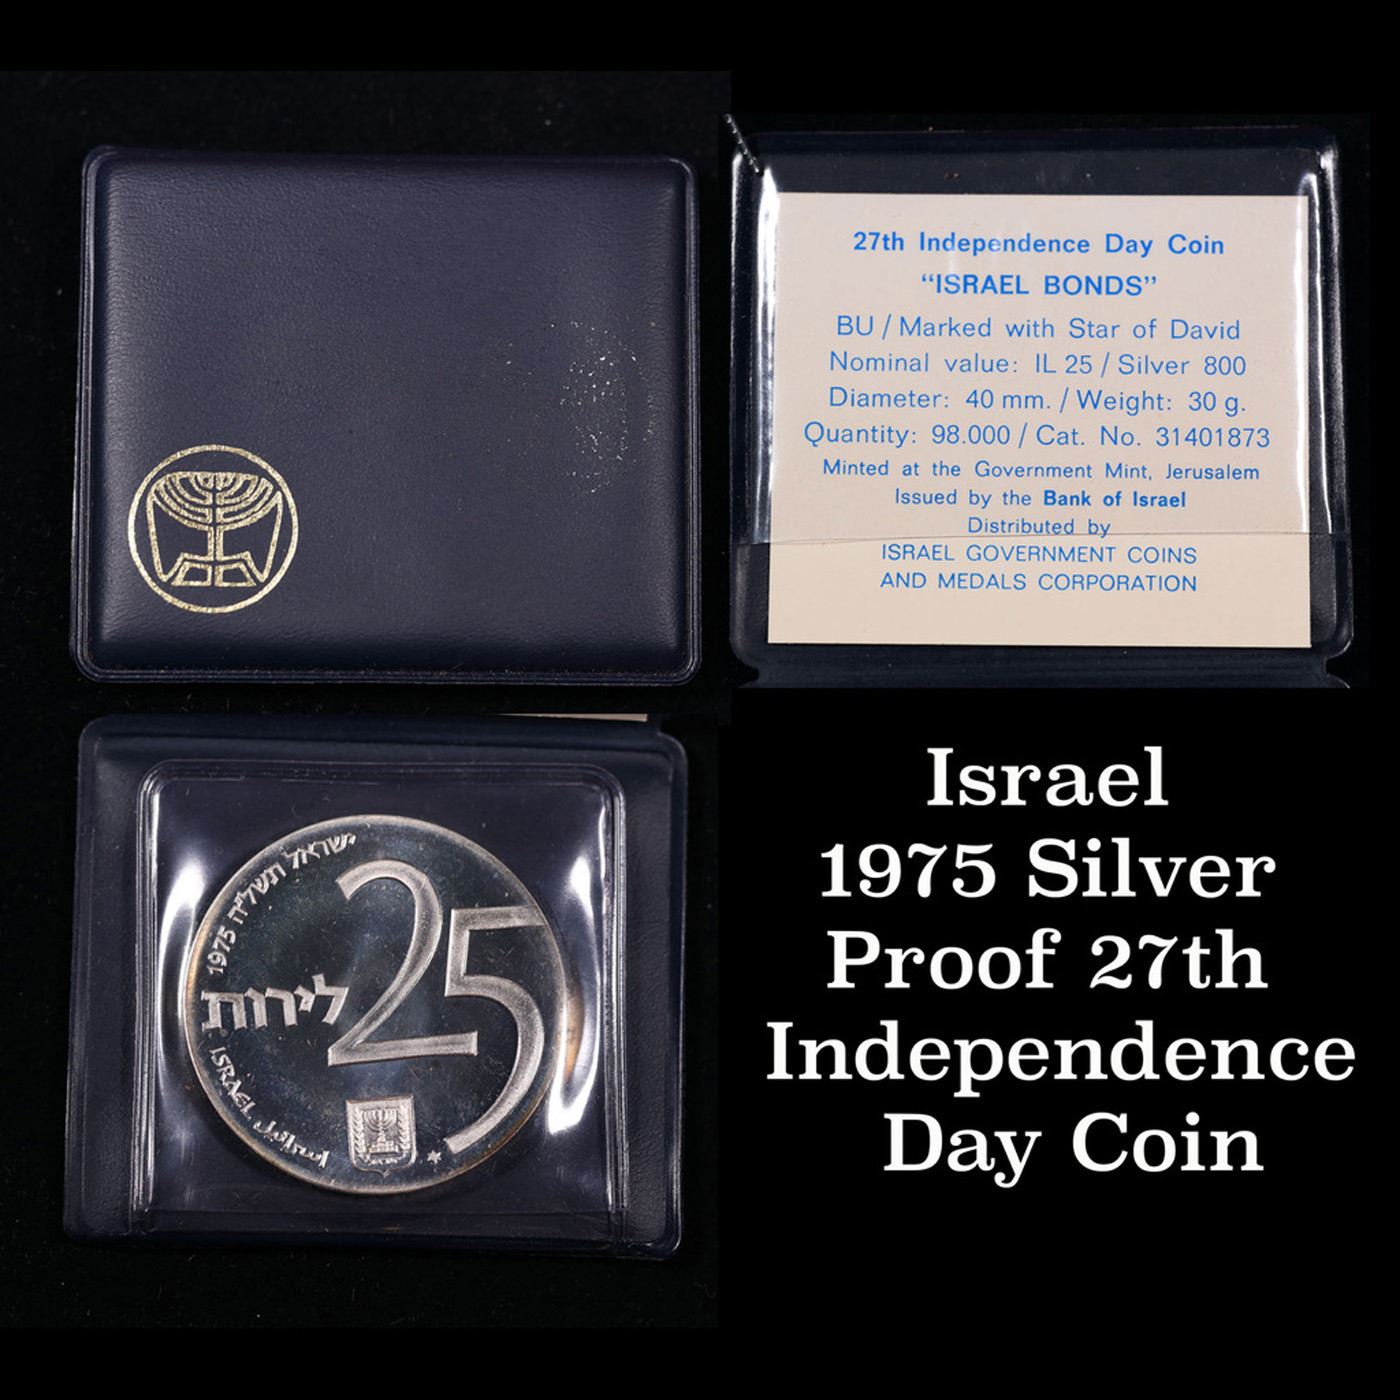 27th Independence Day Coin
“ISRAEL BONDS”
BU / Marked with Star of David
Nominal value: IL 25 / Silver 800
Diameter: 40 mm. / Weight: 30 g.
Quantity: 98.000 / Cat. No. 31401873
Minted at the Government Mint, Jerusalem
Issued by the Bank of Israel
Distributed by
ISRAEL GOVERNMENT COINS
AND MEDALS CORPORATION
ישראל תשל"ה 1975
25
לירות
ISRAEL اسرائيل
Israel
1975 Silver
Proof 27th
Independence
Day Coin